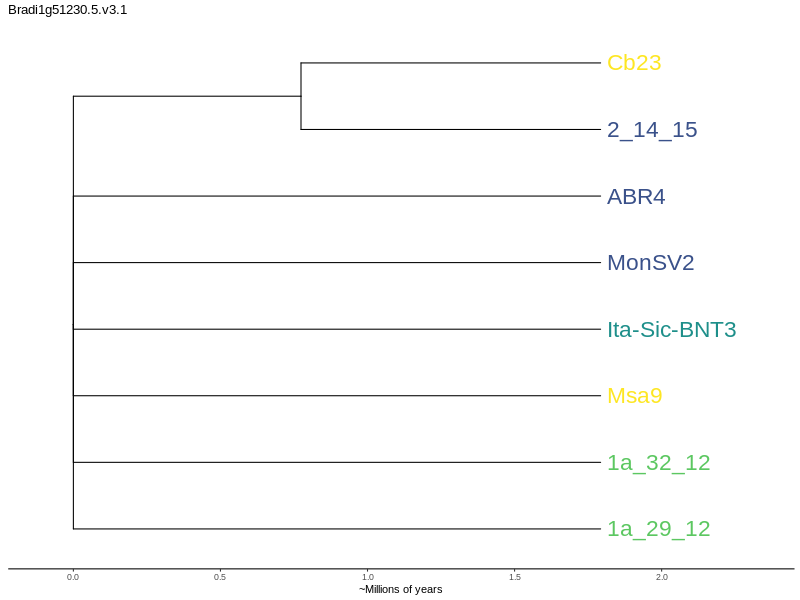 Bradi1g51230.5.v3.1
Cb23
2_14_15
ABR4
MonSV2
Ita-Sic-BNT3
Msa9
1a_32_12
1a_29_12
0.0 0.5 1.0 1.5 2.0
~Millions of years